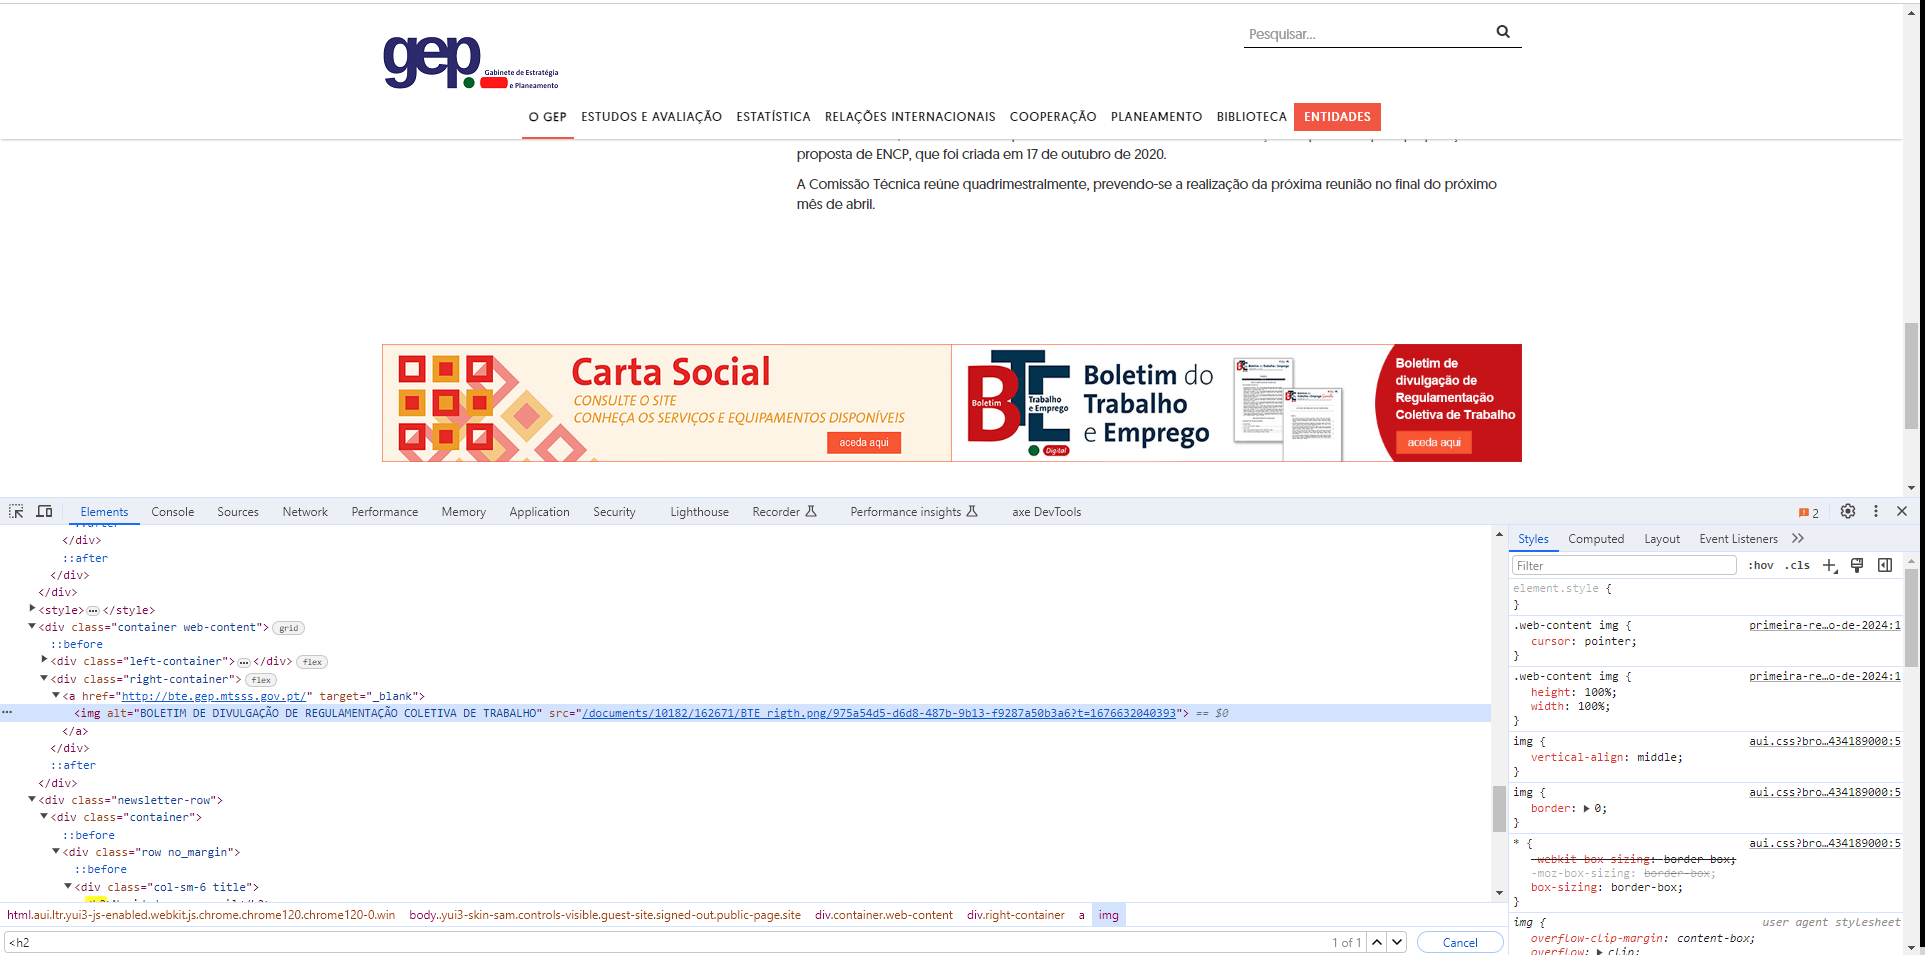 Pesquisar...
gep
Gabinete de Estratégia
e Planeamento
O GEP ESTUDOS E AVALIAÇÃO ESTATÍSTICA RELAÇÕES INTERNACIONAIS COOPERAÇÃO PLANEAMENTO BIBLIOTECA ENTIDADES
proposta de ENCP, que foi criada em 17 de outubro de 2020.
A Comissão Técnica reúne quadrimestralmente, prevendo-se a realização da próxima reunião no final do próximo
mês de abril.
Carta Social
CONSULTE O SITE
CONHEÇA OS SERVIÇOS E EQUIPAMENTOS DISPONÍVEIS
aceda aqui
BTE
Boletim
Trabalho
e Emprego
Digital
Boletim do
Trabalho
e Emprego
Boletim de
divulgação de
Regulamentação
Coletiva de Trabalho
aceda aqui
Elements Console Sources Network Performance Memory Application Security Lighthouse Recorder Performance insights axe DevTools 2
</div>
::after
</div>
</div>
<style>…</style>
<div class="container web-content"> grid
::before
<div class="left-container">…</div> flex
<div class="right-container"> flex
<a href="http://bte.gep.mtsss.gov.pt/" target="_blank">
<img alt="BOLETIM DE DIVULGAÇÃO DE REGULAMENTAÇÃO COLETIVA DE TRABALHO" src="/documents/10182/162671/BTE_rigth.png/975a54d5-d6d8-487b-9b13-f9287a50b3a6?t=1676632040393"> == $0
</a>
</div>
::after
</div>
<div class="newsletter-row">
<div class="container">
::before
<div class="row no_margin">
::before
<div class="col-sm-6 title">
html.aui.ltr.yui3-js-enabled.webkit.js.chrome.chrome120.chrome120-0.win body..yui3-skin-sam.controls-visible.guest-site.signed-out.public-page.site div.container.web-content div.right-container a img
<h2 1 of 1 Cancel
Styles Computed Layout Event Listeners
Filter :hov .cls
element.style {
}
.web-content img { primeira-re…o-de-2024:1
cursor: pointer;
}
.web-content img { primeira-re…o-de-2024:1
height: 100%;
width: 100%;
}
img { aui.css?bro…434189000:5
vertical-align: middle;
}
img { aui.css?bro…434189000:5
border: 0;
}
* { aui.css?bro…434189000:5
-webkit-box-sizing: border-box;
-moz-box-sizing: border-box;
box-sizing: border-box;
}
img { user agent stylesheet
overflow-clip-margin: content-box;
overflow: clip;